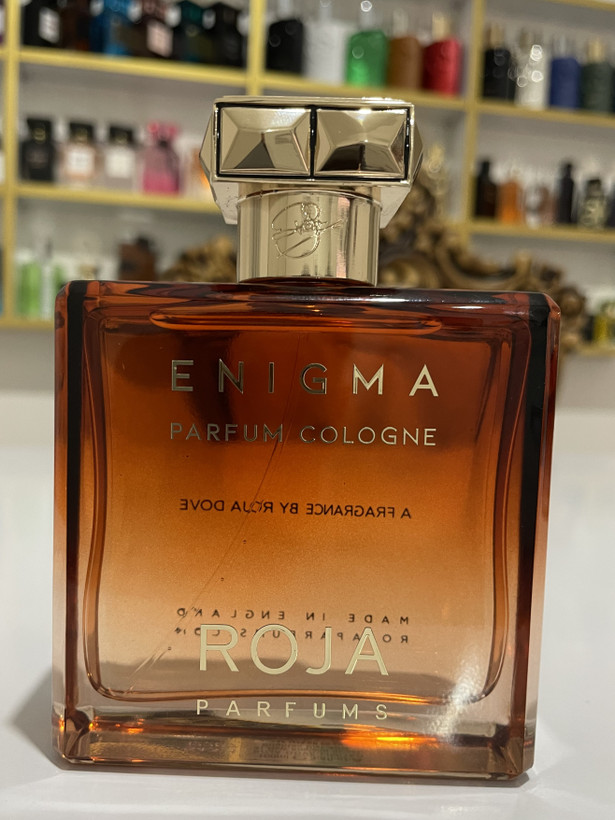 ENIGMA
PARFUM COLOGNE
A FRAGRANCE BY ROJA DOVE
MADE IN ENGLAND
ROJA
PARFUMS